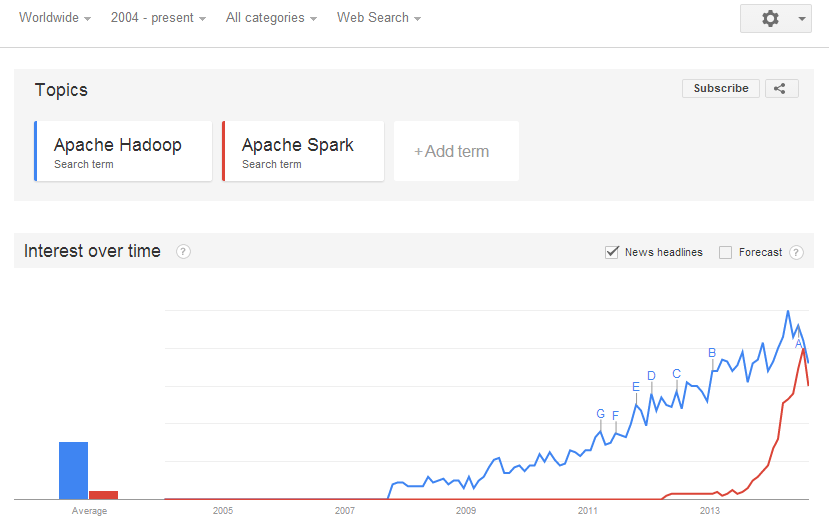 Worldwide 2004 - present All categories Web Search
Topics
Subscribe
Apache Hadoop
Search term
Apache Spark
Search term
+Add term
Interest over time ?
News headlines Forecast ?
A
B
C
D
E
F
G
Average 2005 2007 2009 2011 2013